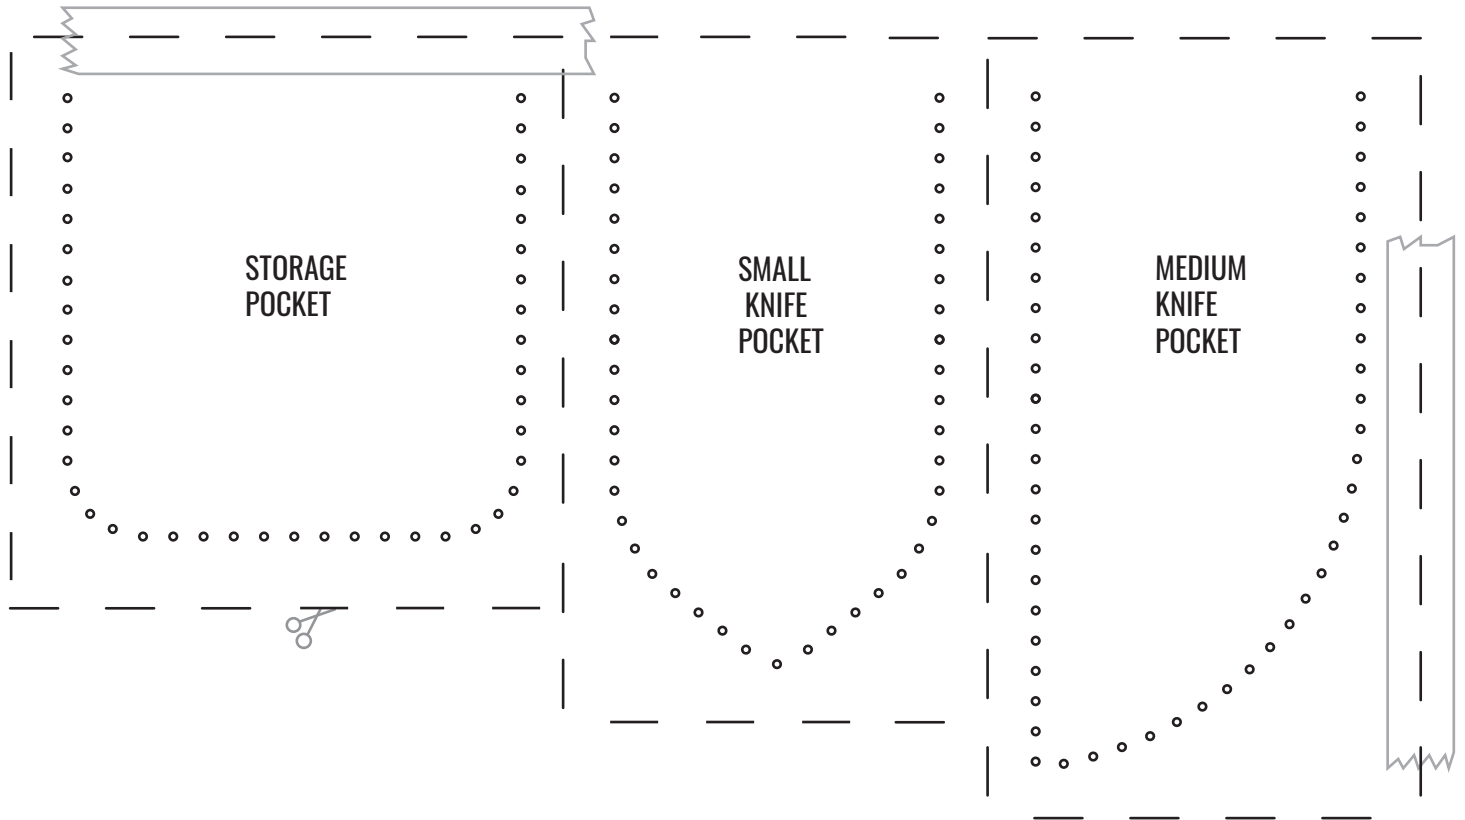 STORAGE
POCKET
SMALL
KNIFE
POCKET
MEDIUM
KNIFE
POCKET